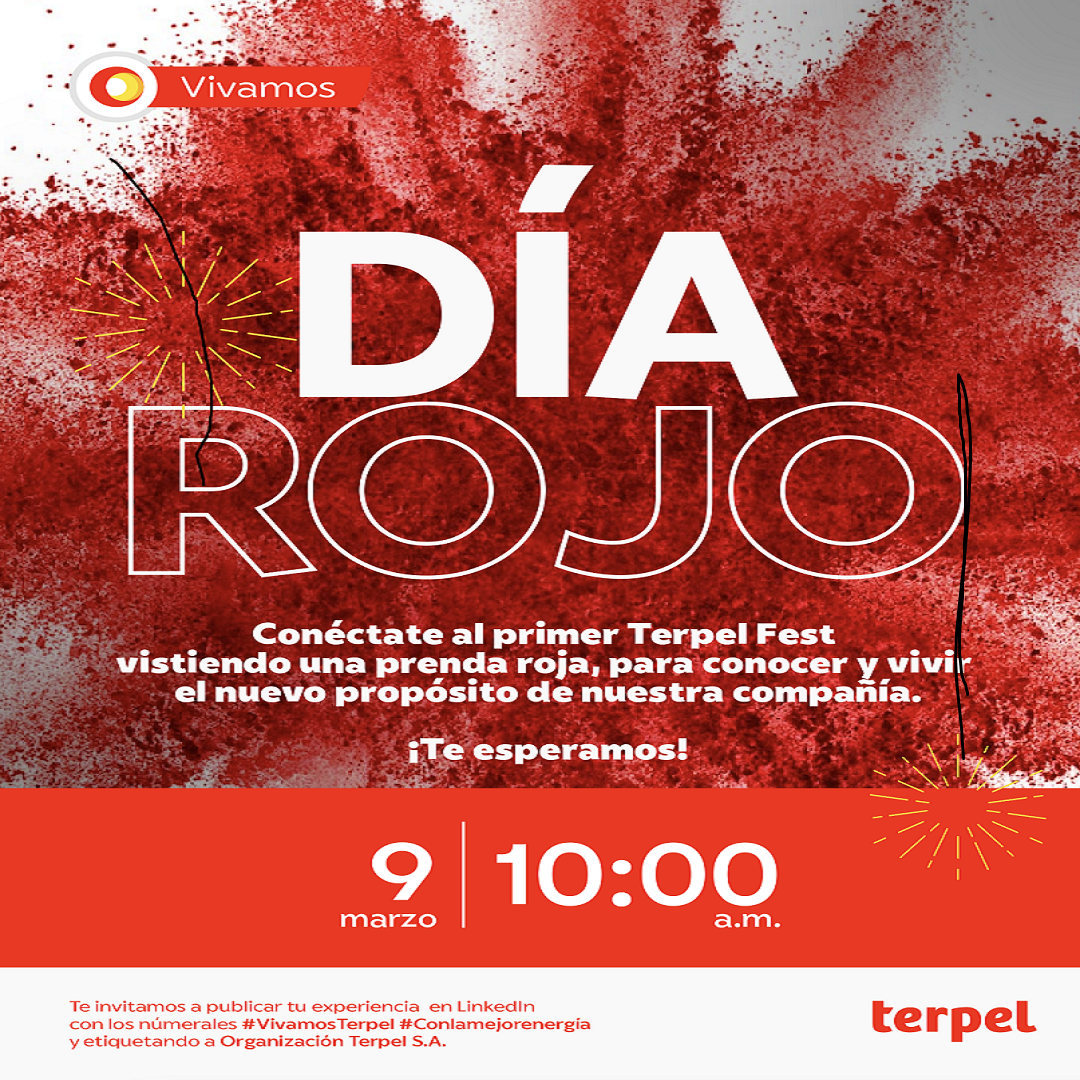 Vivamos
DÍA
ROJO
Conéctate al primer Terpel Fest
vistiendo una prenda roja, para conocer y vivir
el nuevo propósito de nuestra compañía.
¡Te esperamos!
9 10:00
marzo a.m.
Te invitamos a publicar tu experiencia en LinkedIn
con los númerales #VivamosTerpel #Conlamejorenergía
y etiquetando a Organización Terpel S.A.
terpel